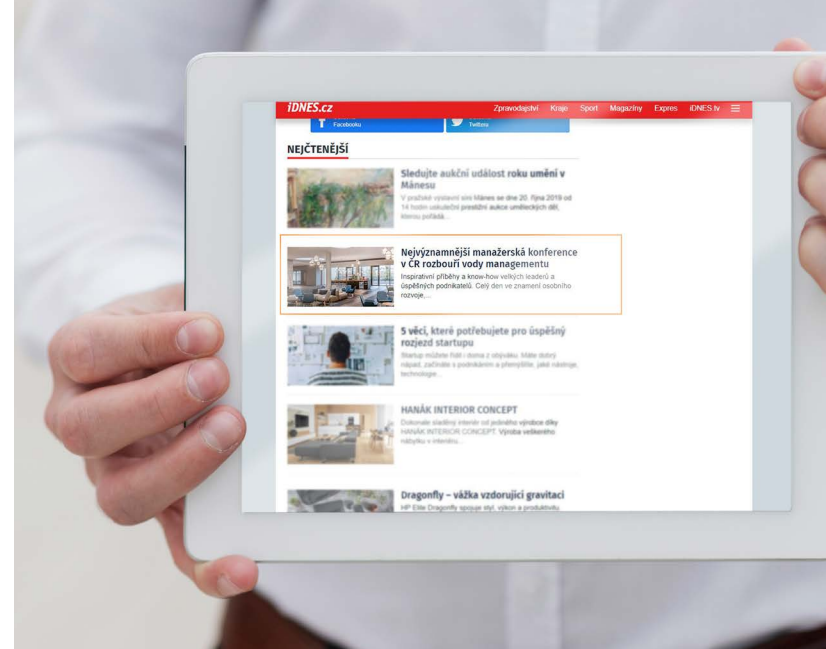 iDNES.cz
Zpravodajství Kraje Sport Magazíny Expres iDNES.tv
Facebooku
Twitteru
NEJČTENĚJŠÍ
Sledujte aukční událost roku umění v
Mánesu
V pražské výstavní síni Mánes se dne 20. října 2019 od
14 hodin uskuteční prestižní aukce uměleckých děl,
kterou pořádá...
Nejvýznamnější manažerská konference
v ČR rozbouří vody managementu
Inspirativní příběhy a know-how velkých leaderů a
úspěšných podnikatelů. Celý den ve znamení osobního
rozvoje,...
5 věcí, které potřebujete pro úspěšný
rozjezd startupu
Startup můžete řídit i doma z obýváku. Máte dobrý
nápad, začínáte s podnikáním a přemýšlíte, jaké nástroje,
technologie...
HANÁK INTERIOR CONCEPT
Dokonale sladěný interiér od jednoho výrobce díky
HANÁK INTERIOR CONCEPT. Výroba veškerého
nábytku v interiéru...
Dragonfly – vážka vzdorující gravitaci
HP Elite Dragonfly spojuje styl, výkon a produktivitu.